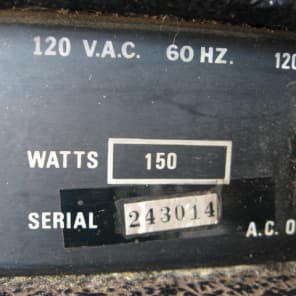 120 V.A.C. 60 HZ. 120
WATTS 150
SERIAL 243014 A.C. O